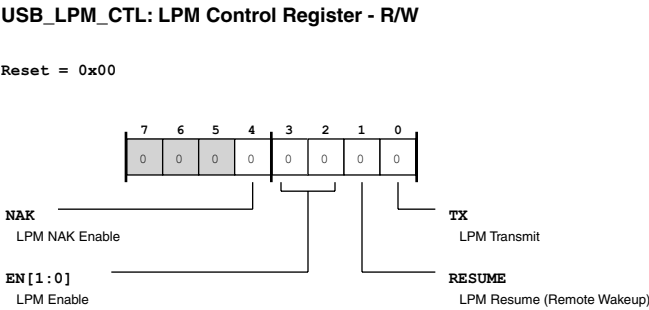 USB_LPM_CTL: LPM Control Register - R/W
Reset = 0x00
7 6 5 4 3 2 1 0
0 0 0 0 0 0 0 0
NAK
LPM NAK Enable
TX
LPM Transmit
EN[1:0]
LPM Enable
RESUME
LPM Resume (Remote Wakeup)